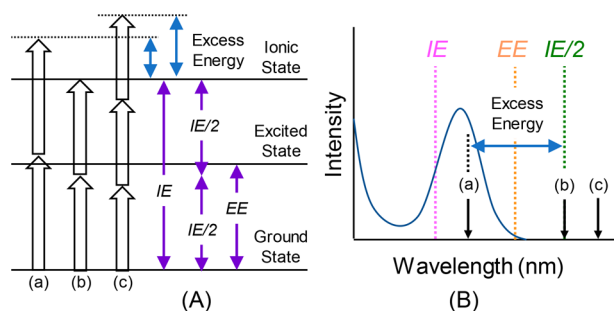 Excess
Energy
Ionic
State
IE/2
Excited
State
IE
EE
IE/2
Ground
State
(a)
(b)
(c)
(A)
IE
EE
IE/2
Excess
Energy
Intensity
(a)
(b)
(c)
Wavelength (nm)
(B)